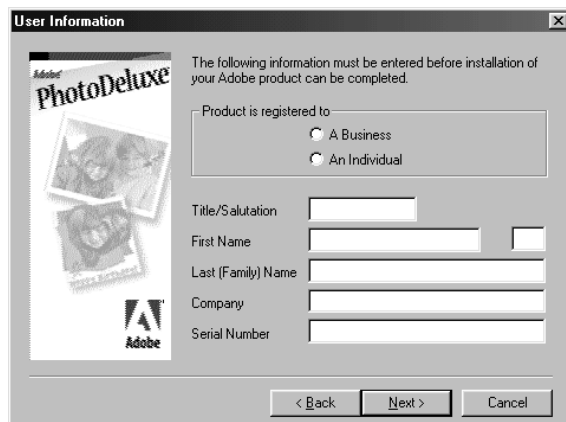 User Information
Adobe
PhotoDeluxe
The following information must be entered before installation of
your Adobe product can be completed.
Product is registered to
A Business
An Individual
Title/Salutation
First Name
Last (Family) Name
Company
Serial Number
Adobe
< Back
Next >
Cancel